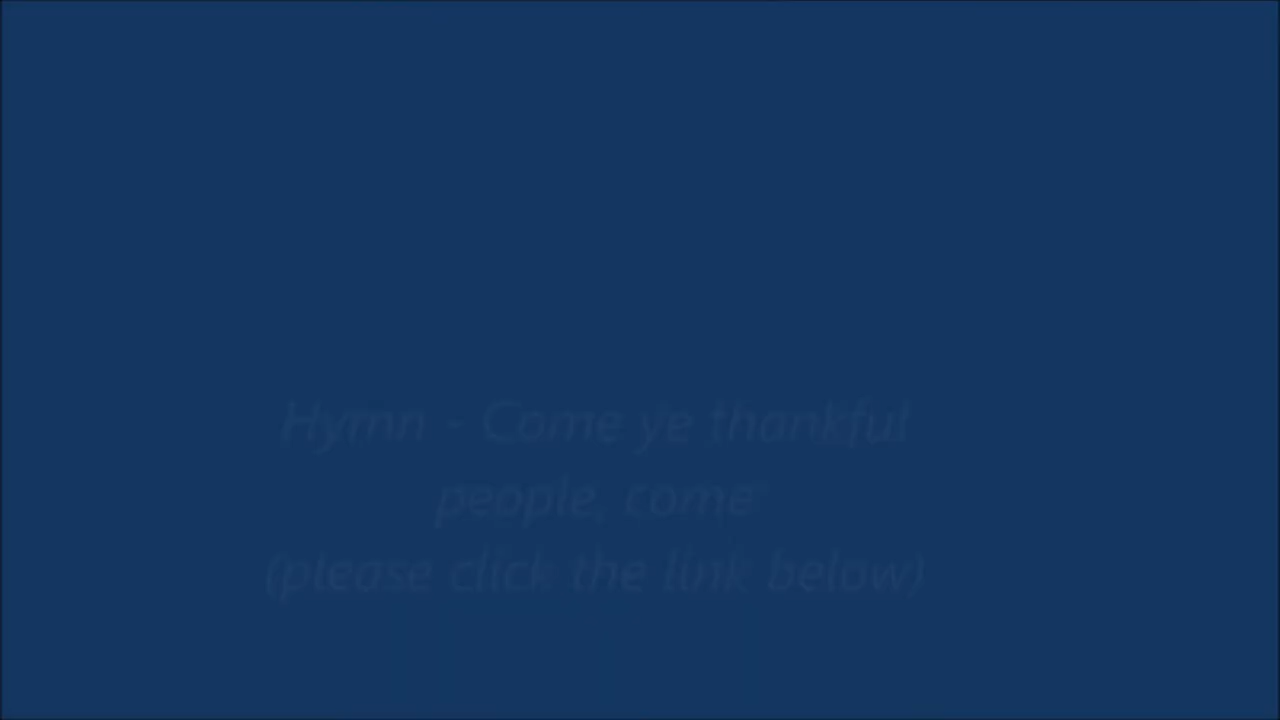 Hymn - Come ye thankful
people, come
(please click the link below)